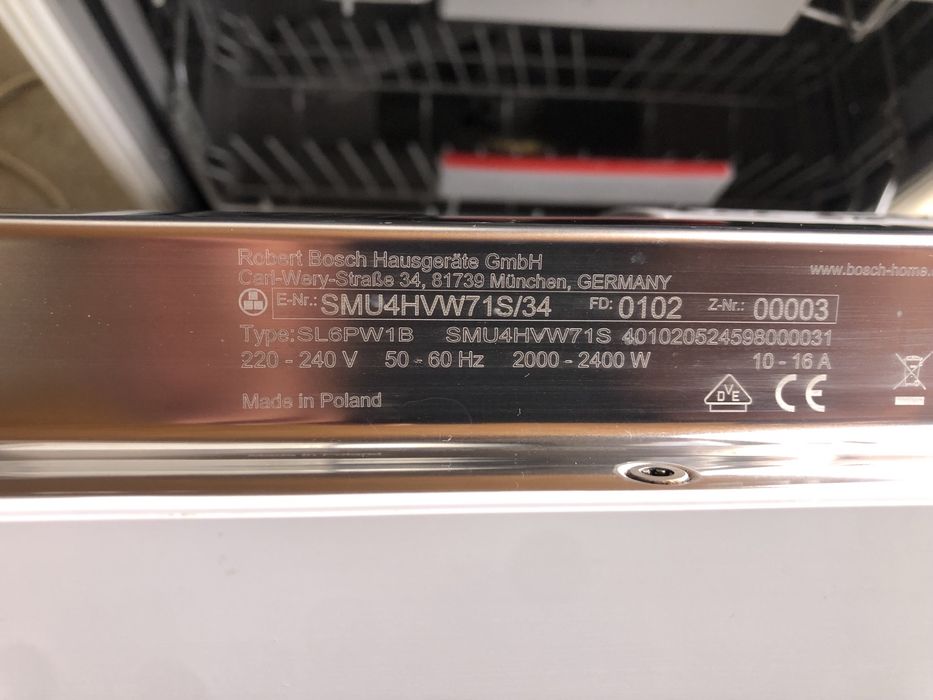 Robert Bosch Hausgeräte GmbH
Carl-Wery-Straße 34, 81739 München, GERMANY
www.bosch-home.
E-Nr.: SMU4HVW71S/34 FD: 0102 Z-Nr.: 00003
Type: SL6PW1B SMU4HVW71S 401020524598000031
220 - 240 V 50 - 60 Hz 2000 - 2400 W 10 - 16 A
Made in Poland
DVE CE